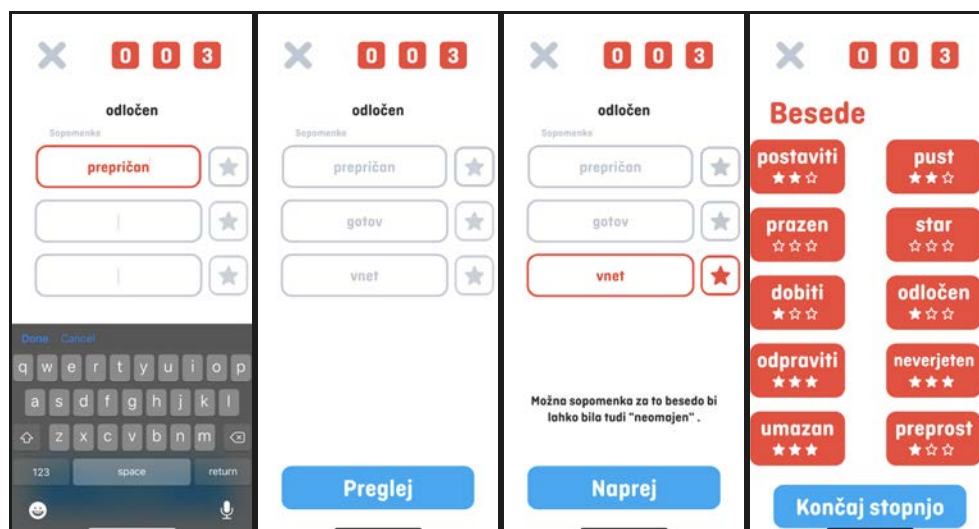 0 0 3
odločen
Sopomenke
prepričan
Done Cancel
q w e r t y u i o p
a s d f g h j k l
z x c v b n m
123 space return
0 0 3
odločen
Sopomenke
prepričan
gotov
vnet
Preglej
0 0 3
odločen
Sopomenke
prepričan
gotov
vnet
Možna sopomenka za to besedo bi
lahko bila tudi "neomajen" .
Naprej
0 0 3
Besede
postaviti pust
prazen star
dobiti odločen
odpraviti neverjeten
umazan preprost
Končaj stopnjo